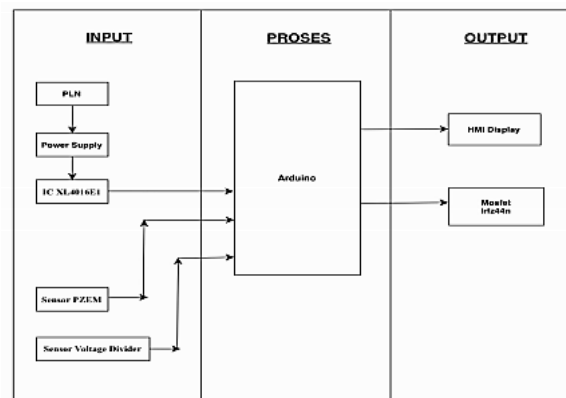 INPUT
PROSES
OUTPUT
PLN
Power Supply
IC XL4016E1
Sensor PZEM
Sensor Voltage Divider
Arduino
HMI Display
Mosfet
Irfz44n